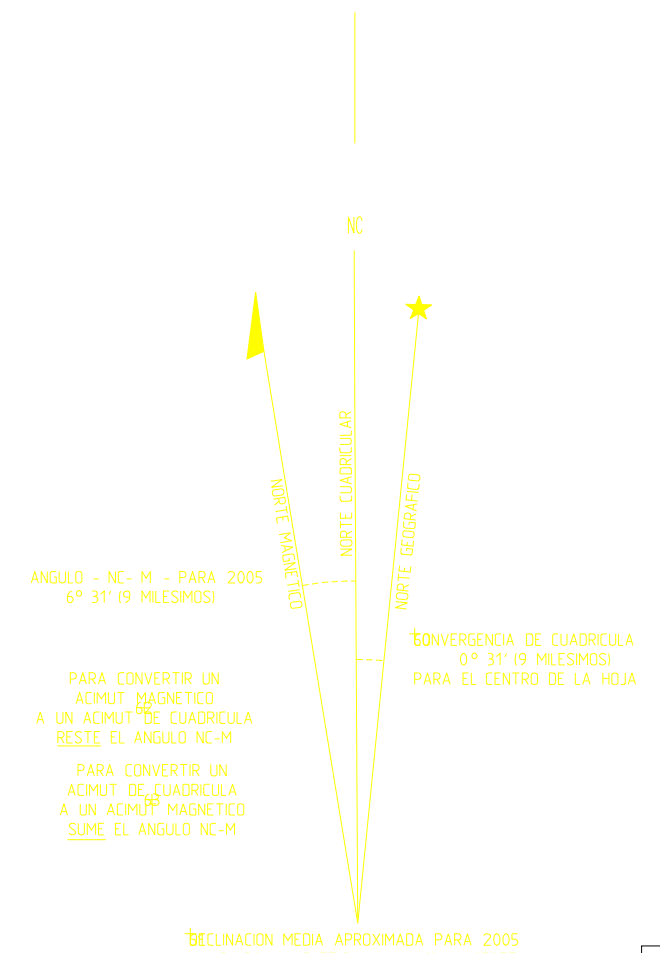 NC
NORTE MAGNETICO
NORTE CUADRICULAR
NORTE GEOGRAFICO
ANGULO - NC- M - PARA 2005
6° 31' (9 MILESIMOS)
CONVERGENCIA DE CUADRICULA
0° 31' (9 MILESIMOS)
PARA EL CENTRO DE LA HOJA
PARA CONVERTIR UN
ACIMUT MAGNETICO
A UN ACIMUT DE CUADRICULA
RESTE EL ANGULO NC-M
PARA CONVERTIR UN
ACIMUT DE CUADRICULA
A UN ACIMUT MAGNETICO
SUME EL ANGULO NC-M
DECLINACION MEDIA APROXIMADA PARA 2005